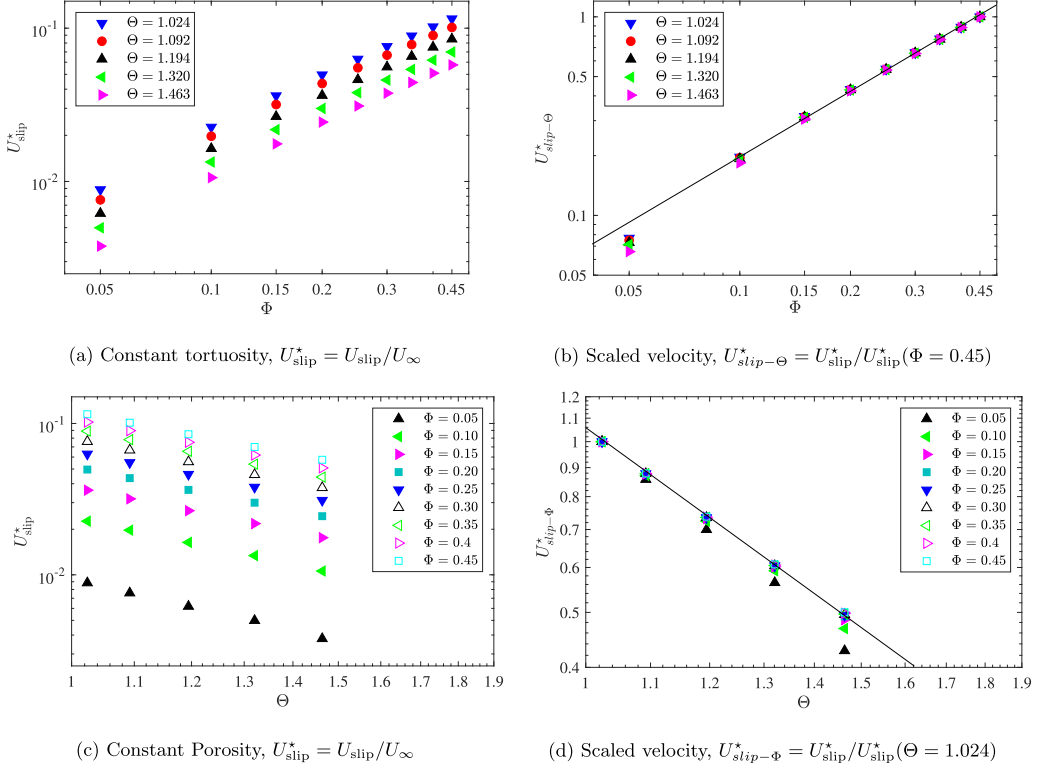 10⁻¹
10⁻²
U*slip
Θ = 1.024
Θ = 1.092
Θ = 1.194
Θ = 1.320
Θ = 1.463
0.05 0.1 0.15 0.2 0.3 0.45
Φ
(a) Constant tortuosity, U*slip = Uslip/U∞
1
0.5
0.1
0.05
U*slip−Θ
Θ = 1.024
Θ = 1.092
Θ = 1.194
Θ = 1.320
Θ = 1.463
0.05 0.1 0.15 0.2 0.3 0.45
Φ
(b) Scaled velocity, U*slip−Θ = U*slip/U*slip(Φ = 0.45)
10⁻¹
10⁻²
U*slip
Φ = 0.05
Φ = 0.10
Φ = 0.15
Φ = 0.20
Φ = 0.25
Φ = 0.30
Φ = 0.35
Φ = 0.4
Φ = 0.45
1 1.1 1.2 1.3 1.4 1.5 1.6 1.7 1.8 1.9
Θ
(c) Constant Porosity, U*slip = Uslip/U∞
1.2
1.1
1
0.9
0.8
0.7
0.6
0.5
0.4
U*slip−Φ
Φ = 0.05
Φ = 0.10
Φ = 0.15
Φ = 0.20
Φ = 0.25
Φ = 0.30
Φ = 0.35
Φ = 0.4
Φ = 0.45
1 1.1 1.2 1.3 1.4 1.5 1.6 1.7 1.8 1.9
Θ
(d) Scaled velocity, U*slip−Φ = U*slip/U*slip(Θ = 1.024)